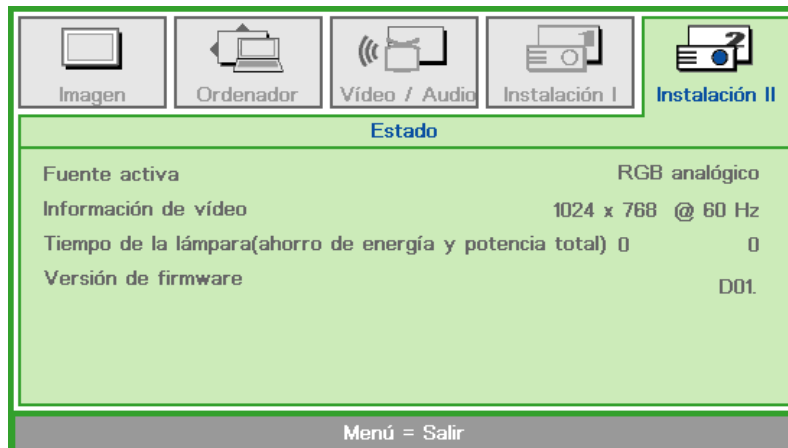 Imagen
Ordenador
Vídeo / Audio
Instalación I
Instalación II
Estado
Fuente activa RGB analógico
Información de vídeo 1024 x 768 @ 60 Hz
Tiempo de la lámpara(ahorro de energía y potencia total) 0 0
Versión de firmware D01.
Menú = Salir